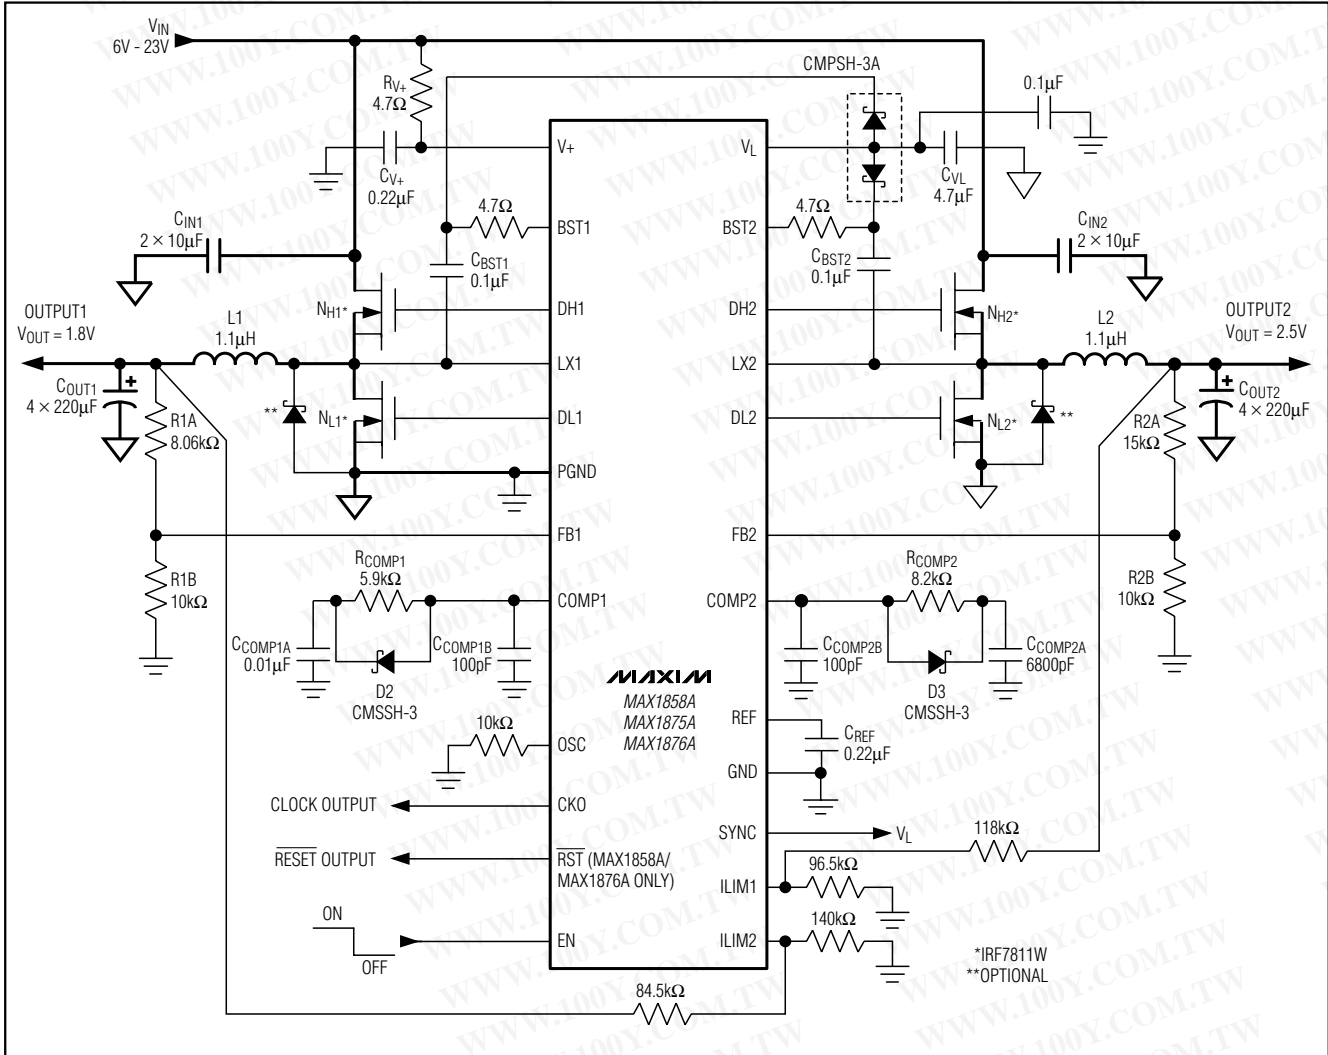 VIN
6V - 23V
RV+
4.7Ω
CV+
0.22µF
V+
CMPSH-3A
0.1µF
VL
CVL
4.7µF
CIN1
2 × 10µF
4.7Ω
BST1
CBST1
0.1µF
BST2
4.7Ω
CBST2
0.1µF
CIN2
2 × 10µF
OUTPUT1
VOUT = 1.8V
L1
1.1µH
NH1*
DH1
DH2
NH2*
L2
1.1µH
OUTPUT2
VOUT = 2.5V
LX1
LX2
COUT1
4 × 220µF
R1A
8.06kΩ
**
NL1*
DL1
DL2
NL2*
**
R2A
15kΩ
COUT2
4 × 220µF
PGND
FB1
FB2
R1B
10kΩ
RCOMP1
5.9kΩ
COMP1
COMP2
RCOMP2
8.2kΩ
R2B
10kΩ
CCOMP1A
0.01µF
CCOMP1B
100pF
D2
CMSSH-3
CCOMP2B
100pF
D3
CMSSH-3
CCOMP2A
6800pF
MAXIM
MAX1858A
MAX1875A
MAX1876A
10kΩ
OSC
REF
CREF
0.22µF
GND
CLOCK OUTPUT
CKO
SYNC
VL
118kΩ
RESET OUTPUT
RST (MAX1858A/
MAX1876A ONLY)
ILIM1
96.5kΩ
ON
OFF
EN
ILIM2
140kΩ
*IRF7811W
**OPTIONAL
84.5kΩ
WWW.100Y.COM.TW